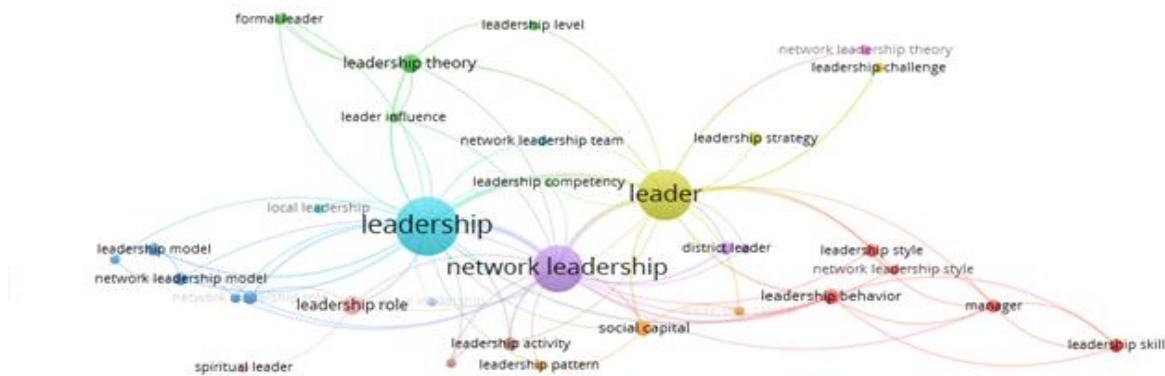 formal leader
leadership level
network leadership theory
leadership theory
leadership challenge
leader influence
network leadership team
leadership strategy
leadership competency
leader
local leadership
leadership
leadership model
district leader
leadership style
network leadership
network leadership style
network leadership model
leadership behavior
leadership role
manager
social capital
leadership activity
leadership skill
leadership pattern
spiritual leader